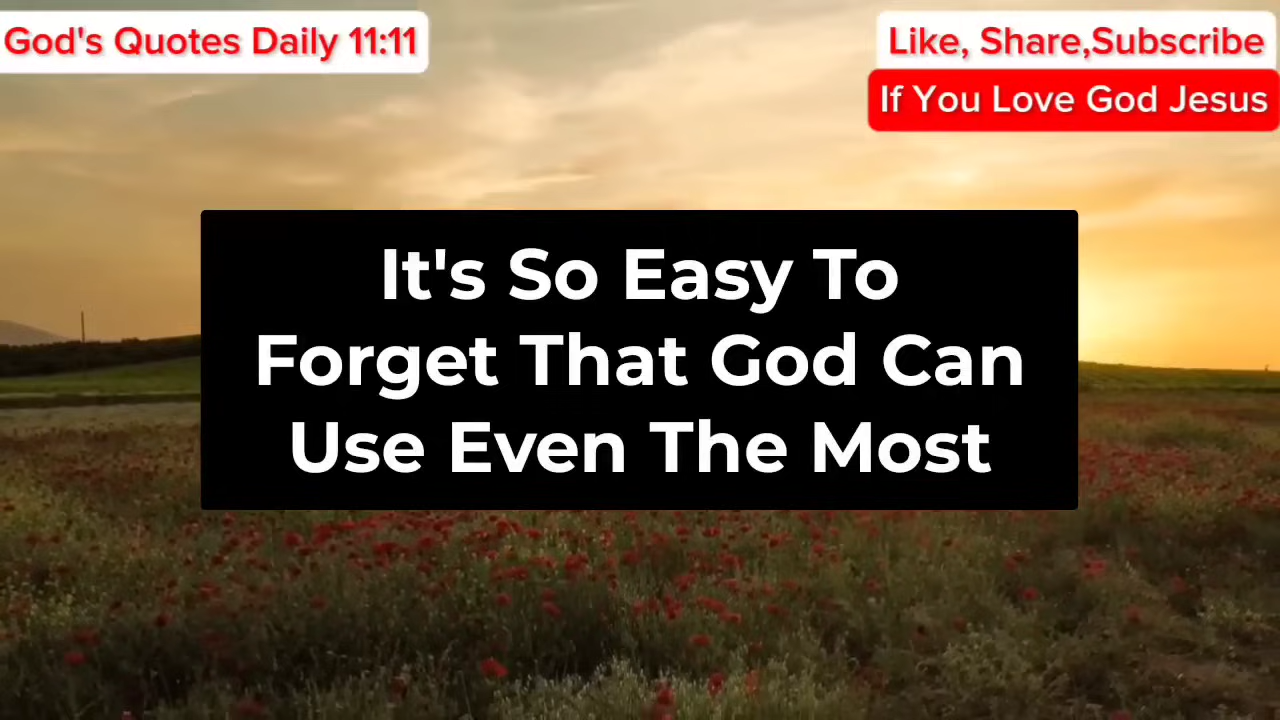 God's Quotes Daily 11:11
Like, Share,Subscribe
If You Love God Jesus
It's So Easy To
Forget That God Can
Use Even The Most